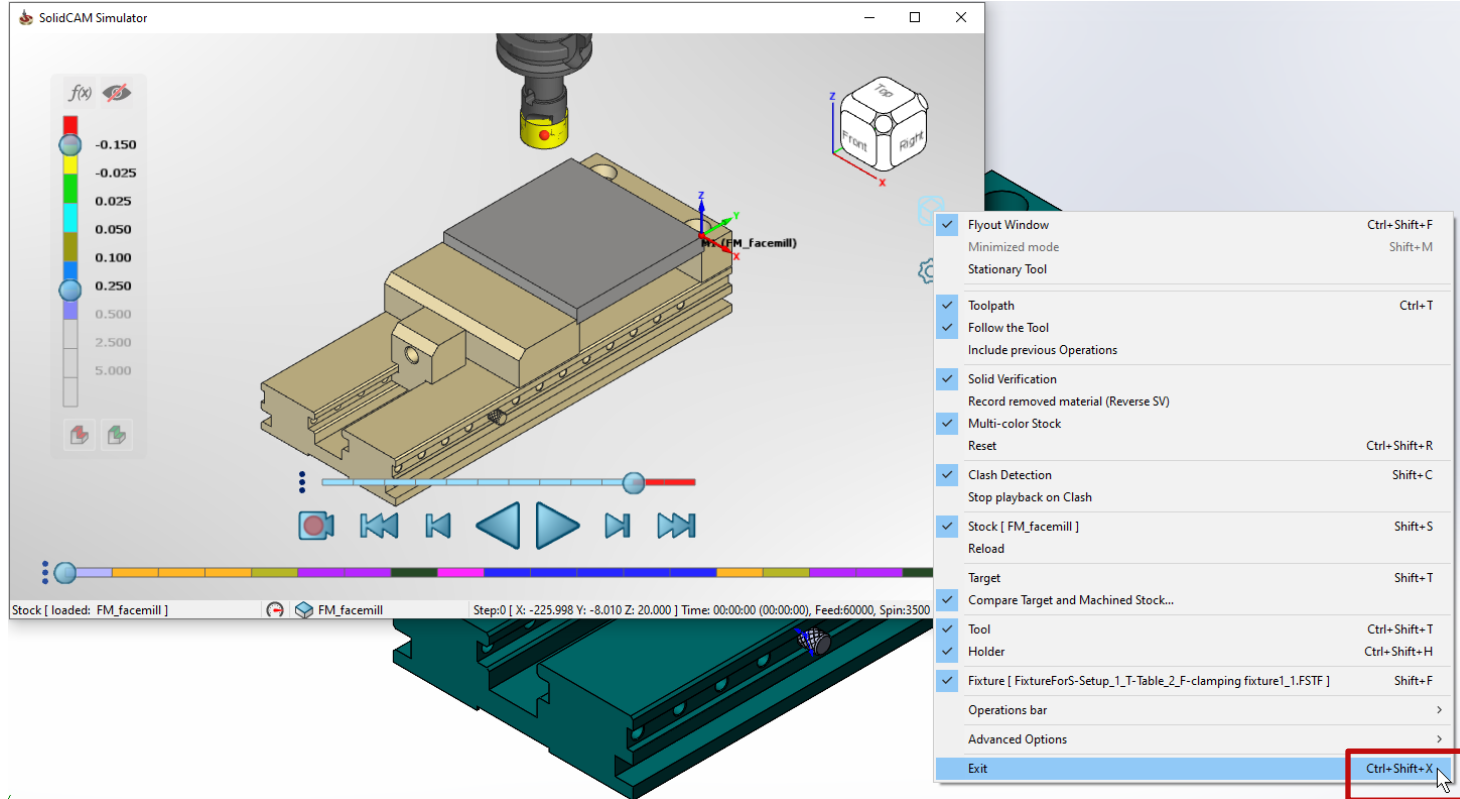 SolidCAM Simulator
f(x)
-0.150
-0.025
0.025
0.050
0.100
0.250
0.500
2.500
5.000
Z
Top
Front
Right
X
Z
Y
(FM_facemill)
X
Stock [ loaded: FM_facemill ]
FM_facemill
Step:0 [ X: -225.998 Y: -8.010 Z: 20.000 ] Time: 00:00:00 (00:00:00), Feed:60000, Spin:3500
Flyout Window Ctrl+Shift+F
Minimized mode Shift+M
Stationary Tool
Toolpath Ctrl+T
Follow the Tool
Include previous Operations
Solid Verification
Record removed material (Reverse SV)
Multi-color Stock
Reset Ctrl+Shift+R
Clash Detection Shift+C
Stop playback on Clash
Stock [ FM_facemill ] Shift+S
Reload
Target Shift+T
Compare Target and Machined Stock...
Tool Ctrl+Shift+T
Holder Ctrl+Shift+H
Fixture [ FixtureForS-Setup_1_T-Table_2_F-clamping fixture1_1.FSTF ] Shift+F
Operations bar
Advanced Options
Exit Ctrl+Shift+X